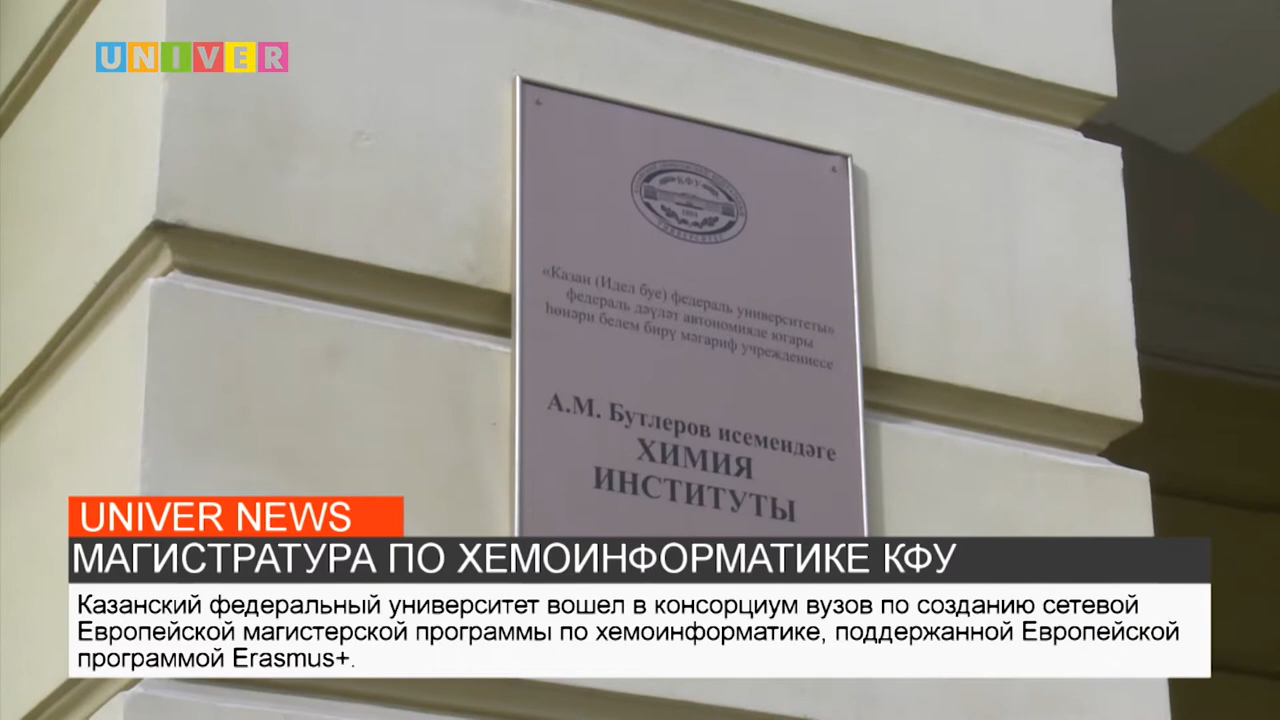 UNIVER
КФУ
«Казан (Идел буе) федераль университеты»
федераль дәүләт автономияле югары
һөнәри белем бирү мәгариф учреждениесе
А.М. Бутлеров исемендәге
ХИМИЯ
ИНСТИТУТЫ
UNIVER NEWS
МАГИСТРАТУРА ПО ХЕМОИНФОРМАТИКЕ КФУ
Казанский федеральный университет вошел в консорциум вузов по созданию сетевой
Европейской магистерской программы по хемоинформатике, поддержанной Европейской
программой Erasmus+.